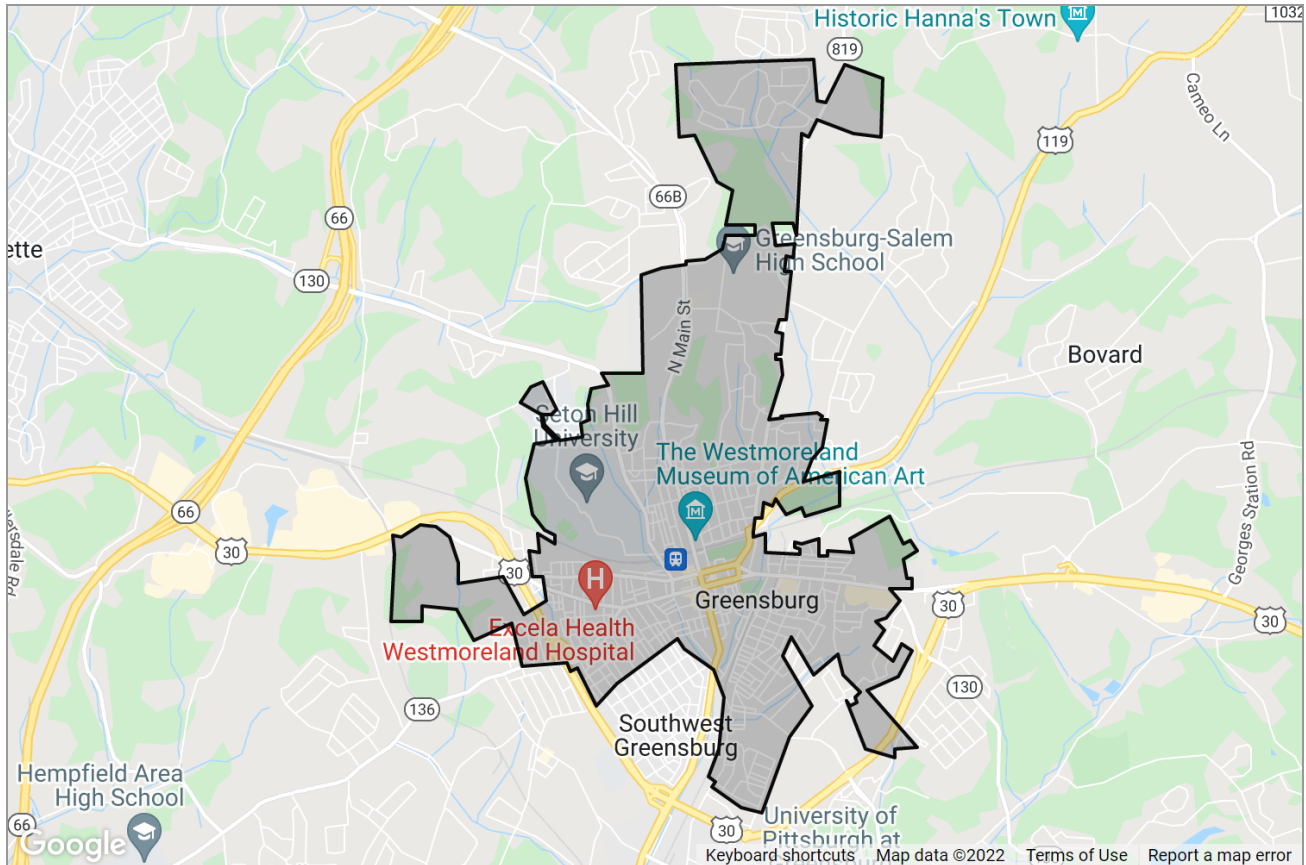 Historic Hanna's Town
1032
819
119
Cameo Ln
66B
66
ette
Greensburg-Salem
High School
130
N Main St
Bovard
Seton Hill
University
The Westmoreland
Museum of American Art
Georges Station Rd
66
30
30
ersdale Rd
H
Greensburg
30
30
Excela Health
Westmoreland Hospital
130
136
Southwest
Greensburg
Hempfield Area
High School
66
30
University of
Pittsburgh at
Google
Keyboard shortcuts
Map data ©2022
Terms of Use
Report a map error